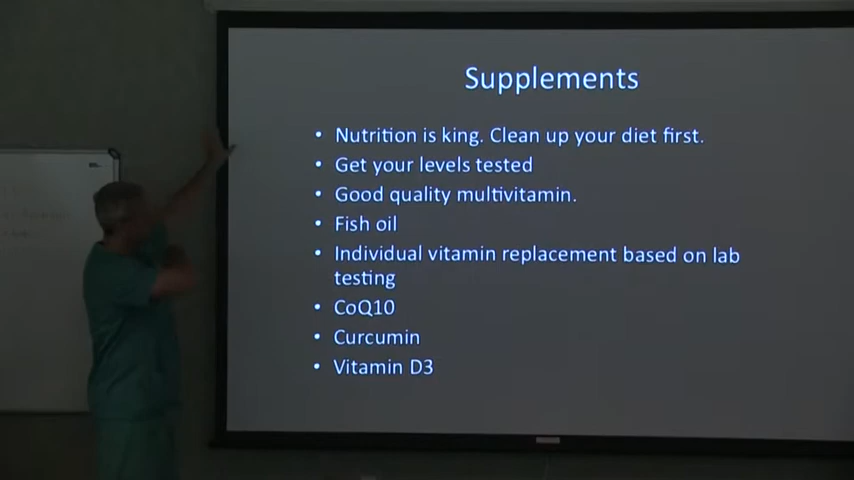 Supplements
• Nutrition is king. Clean up your diet first.
• Get your levels tested
• Good quality multivitamin.
• Fish oil
• Individual vitamin replacement based on lab
testing
• CoQ10
• Curcumin
• Vitamin D3